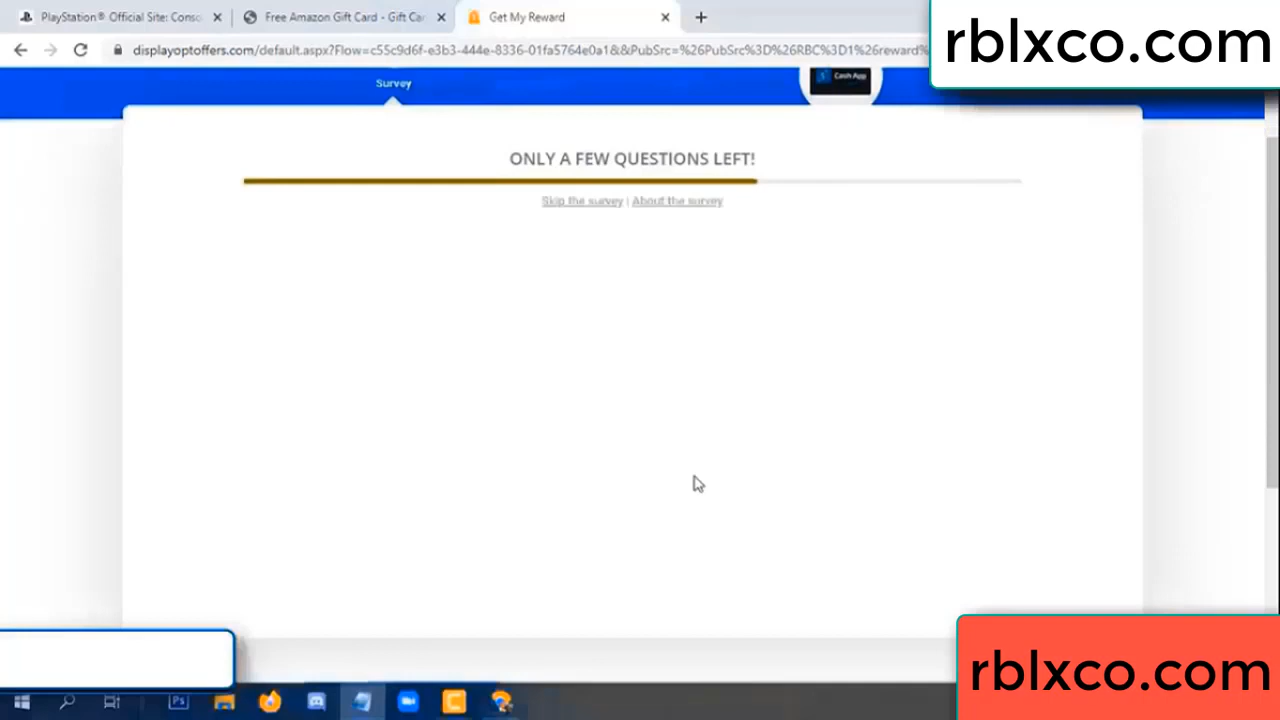 PlayStation® Official Site: Conso
Free Amazon Gift Card - Gift Car
Get My Reward
displayoptoffers.com/default.aspx?Flow=c55c9d6f-e3b3-444e-8336-01fa5764e0a1&&PubSrc=%26PubSrc%3D%26RBC%3D1%26reward%
rblxco.com
Survey
Cash App
ONLY A FEW QUESTIONS LEFT!
Skip the survey | About the survey
Ps
rblxco.com